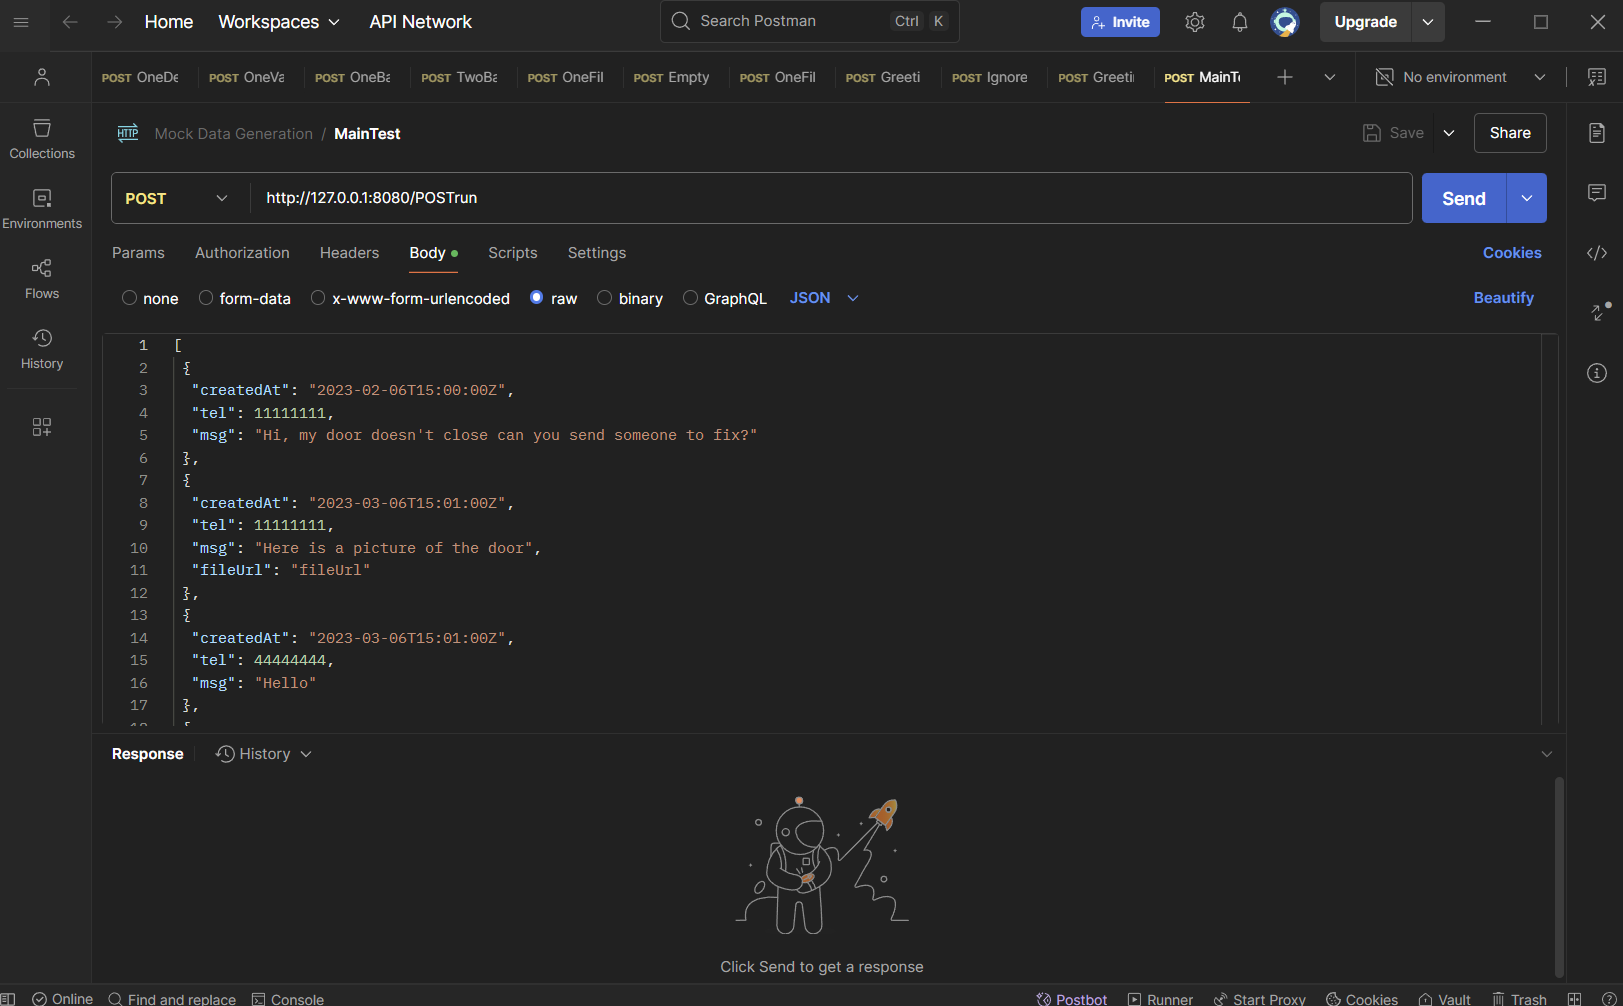 Home Workspaces API Network Search Postman Ctrl K Invite Upgrade
POST OneDe POST OneVa POST OneBa POST TwoBa POST OneFil POST Empty POST OneFil POST Greeti POST Ignore POST Greetin POST MainTe No environment
HTTP Mock Data Generation / MainTest Save Share
Collections
POST http://127.0.0.1:8080/POSTrun Send
Environments
Params Authorization Headers Body Scripts Settings Cookies
Flows
none form-data x-www-form-urlencoded raw binary GraphQL JSON Beautify
History
1 [
2 {
3 "createdAt": "2023-02-06T15:00:00Z",
4 "tel": 11111111,
5 "msg": "Hi, my door doesn't close can you send someone to fix?"
6 },
7 {
8 "createdAt": "2023-03-06T15:01:00Z",
9 "tel": 11111111,
10 "msg": "Here is a picture of the door",
11 "fileUrl": "fileUrl"
12 },
13 {
14 "createdAt": "2023-03-06T15:01:00Z",
15 "tel": 44444444,
16 "msg": "Hello"
17 },
18 {
Response History
Click Send to get a response
Online Find and replace Console Postbot Runner Start Proxy Cookies Vault Trash